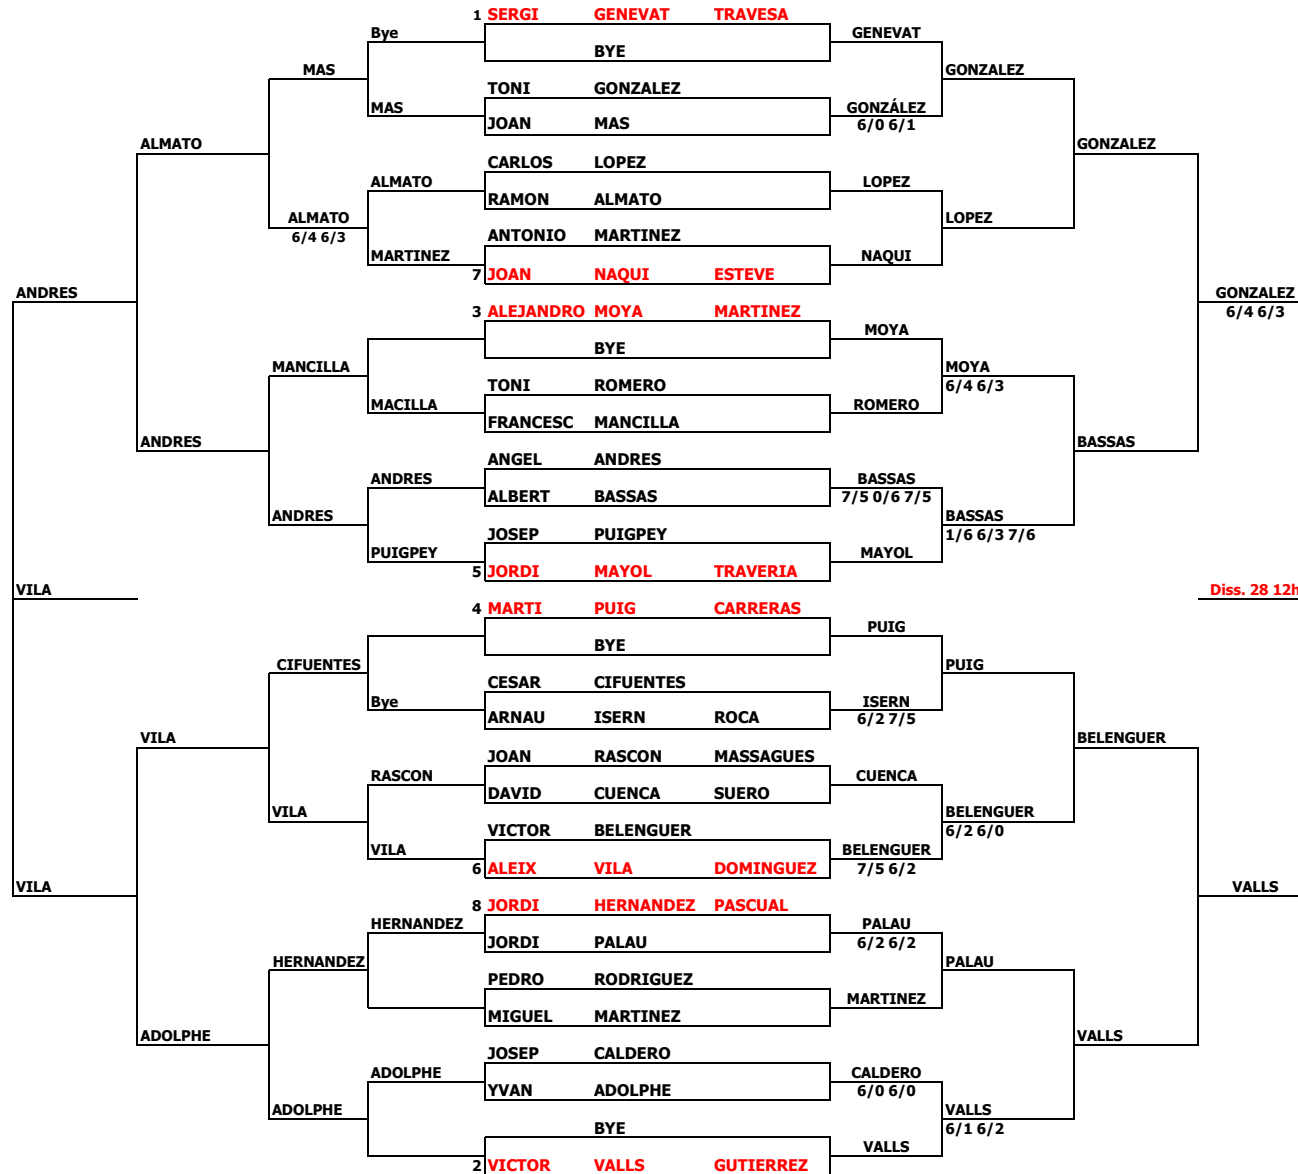 1 SERGI GENEVAT TRAVESA
Bye GENEVAT
BYE
MAS GONZALEZ
TONI GONZALEZ
MAS GONZÁLEZ
JOAN MAS 6/0 6/1
ALMATO GONZALEZ
CARLOS LOPEZ
ALMATO LOPEZ
RAMON ALMATO
ALMATO LOPEZ
6/4 6/3 ANTONIO MARTINEZ
MARTINEZ NAQUI
7 JOAN NAQUI ESTEVE
ANDRES GONZALEZ
3 ALEJANDRO MOYA MARTINEZ 6/4 6/3
MOYA
BYE
MANCILLA MOYA
TONI ROMERO 6/4 6/3
MACILLA ROMERO
FRANCESC MANCILLA
ANDRES BASSAS
ANGEL ANDRES
ANDRES BASSAS
ALBERT BASSAS 7/5 0/6 7/5
ANDRES BASSAS
JOSEP PUIGPEY 1/6 6/3 7/6
PUIGPEY MAYOL
5 JORDI MAYOL TRAVERIA
VILA Diss. 28 12h
4 MARTI PUIG CARRERAS
PUIG
BYE
CIFUENTES PUIG
CESAR CIFUENTES
Bye ISERN
ARNAU ISERN ROCA 6/2 7/5
VILA BELENGUER
JOAN RASCON MASSAGUES
RASCON CUENCA
DAVID CUENCA SUERO
VILA BELENGUER
VICTOR BELENGUER 6/2 6/0
VILA BELENGUER
6 ALEIX VILA DOMINGUEZ 7/5 6/2
VILA VALLS
8 JORDI HERNANDEZ PASCUAL
HERNANDEZ PALAU
JORDI PALAU 6/2 6/2
HERNANDEZ PALAU
PEDRO RODRIGUEZ
MARTINEZ
MIGUEL MARTINEZ
ADOLPHE VALLS
JOSEP CALDERO
ADOLPHE CALDERO
YVAN ADOLPHE 6/0 6/0
ADOLPHE VALLS
BYE 6/1 6/2
VALLS
2 VICTOR VALLS GUTIERREZ